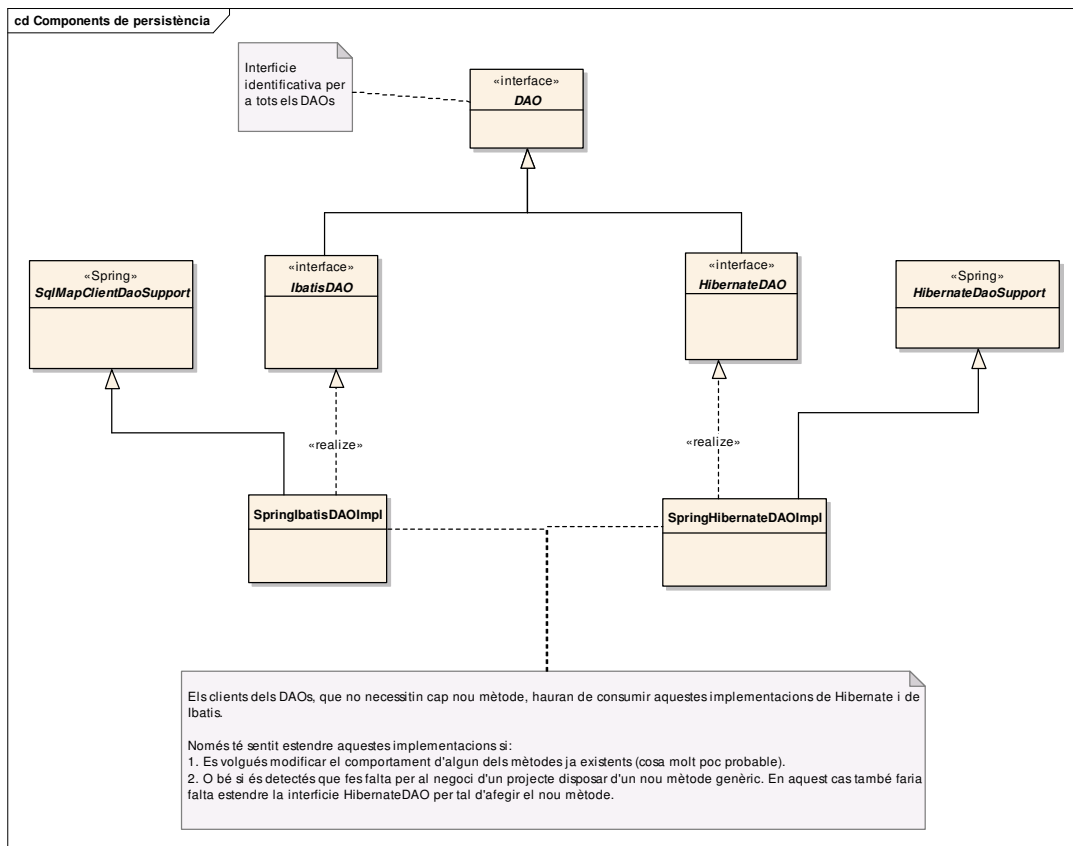 cd Components de persistència
Interficie
identificativa per
a tots els DAOs
«interface»
DAO
«Spring»
SqlMapClientDaoSupport
«interface»
IbatisDAO
«interface»
HibernateDAO
«Spring»
HibernateDaoSupport
«realize»
«realize»
SpringIbatisDAOImpl
SpringHibernateDAOImpl
Els clients dels DAOs, que no necessitin cap nou mètode, hauran de consumir aquestes implementacions de Hibernate i de
Ibatis.
Només té sentit estendre aquestes implementacions si:
1. Es volgués modificar el comportament d'algun dels mètodes ja existents (cosa molt poc probable).
2. O bé si és detectés que fes falta per al negoci d'un projecte disposar d'un nou mètode genèric. En aquest cas també faria
falta estendre la interficie HibernateDAO per tal d'afegir el nou mètode.